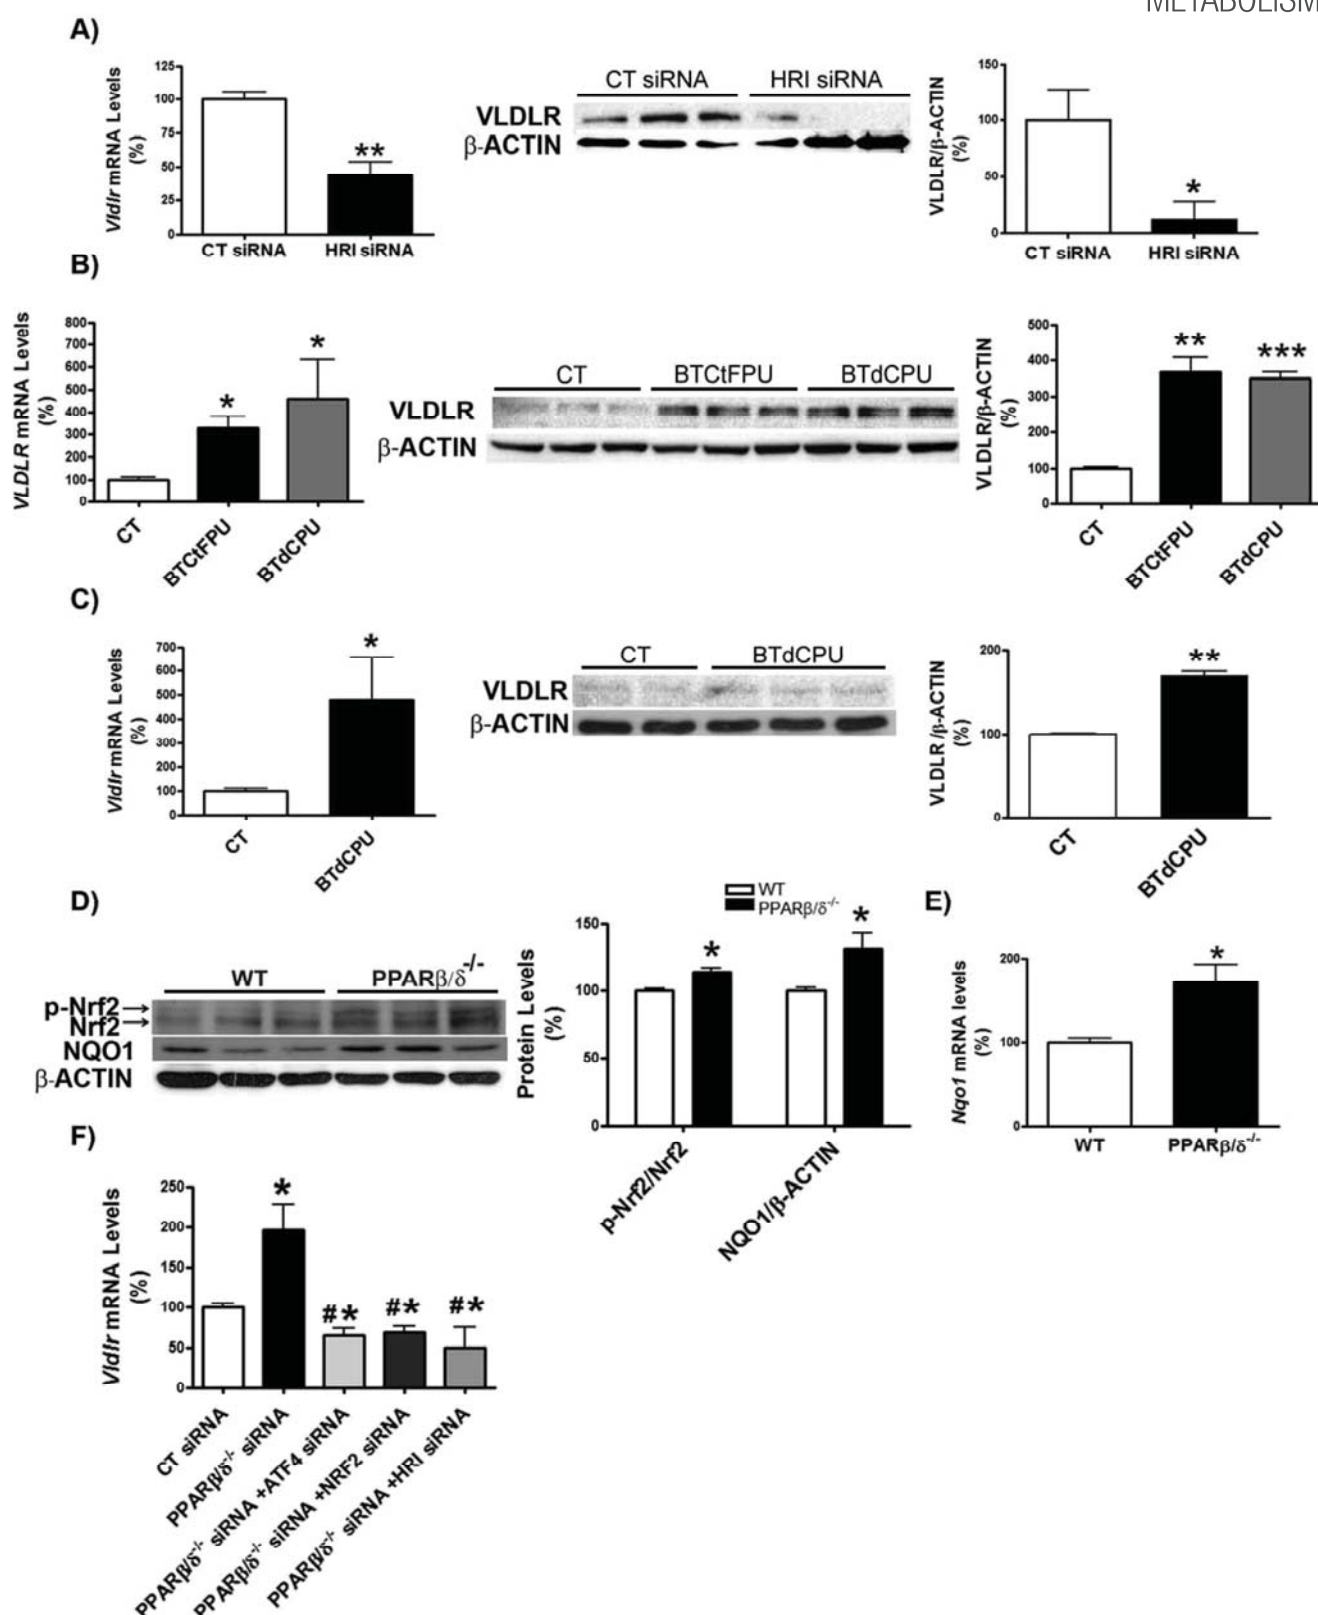 METABOLISM
A)
Vldlr mRNA Levels
(%)
125
100
75
50
25
0
**
CT siRNA HRI siRNA
CT siRNA HRI siRNA
VLDLR
β-ACTIN
VLDLR/β-ACTIN
(%)
150
100
50
0
*
CT siRNA HRI siRNA
B)
VLDLR mRNA Levels
(%)
800
700
600
500
400
300
200
100
0
*
*
CT
BTCtFPU
BTdCPU
CT BTCtFPU BTdCPU
VLDLR
β-ACTIN
VLDLR/β-ACTIN
(%)
500
400
300
200
100
0
**
***
CT
BTCtFPU
BTdCPU
C)
Vldlr mRNA Levels
(%)
700
600
500
400
300
200
100
0
*
CT
BTdCPU
CT BTdCPU
VLDLR
β-ACTIN
VLDLR /β-ACTIN
(%)
200
100
0
**
CT
BTdCPU
D)
WT PPARβ/δ-/-
p-Nrf2
Nrf2
NQO1
β-ACTIN
WT
PPARβ/δ-/-
Protein Levels
(%)
150
100
50
0
*
*
p-Nrf2/Nrf2
NQO1/β-ACTIN
E)
Nqo1 mRNA levels
(%)
200
100
0
*
WT PPARβ/δ-/-
F)
Vldlr mRNA Levels
(%)
250
200
150
100
50
0
*
#*
#*
#*
CT siRNA
PPARβ/δ-/- siRNA
PPARβ/δ-/- siRNA +ATF4 siRNA
PPARβ/δ-/- siRNA +NRF2 siRNA
PPARβ/δ-/- siRNA +HRI siRNA